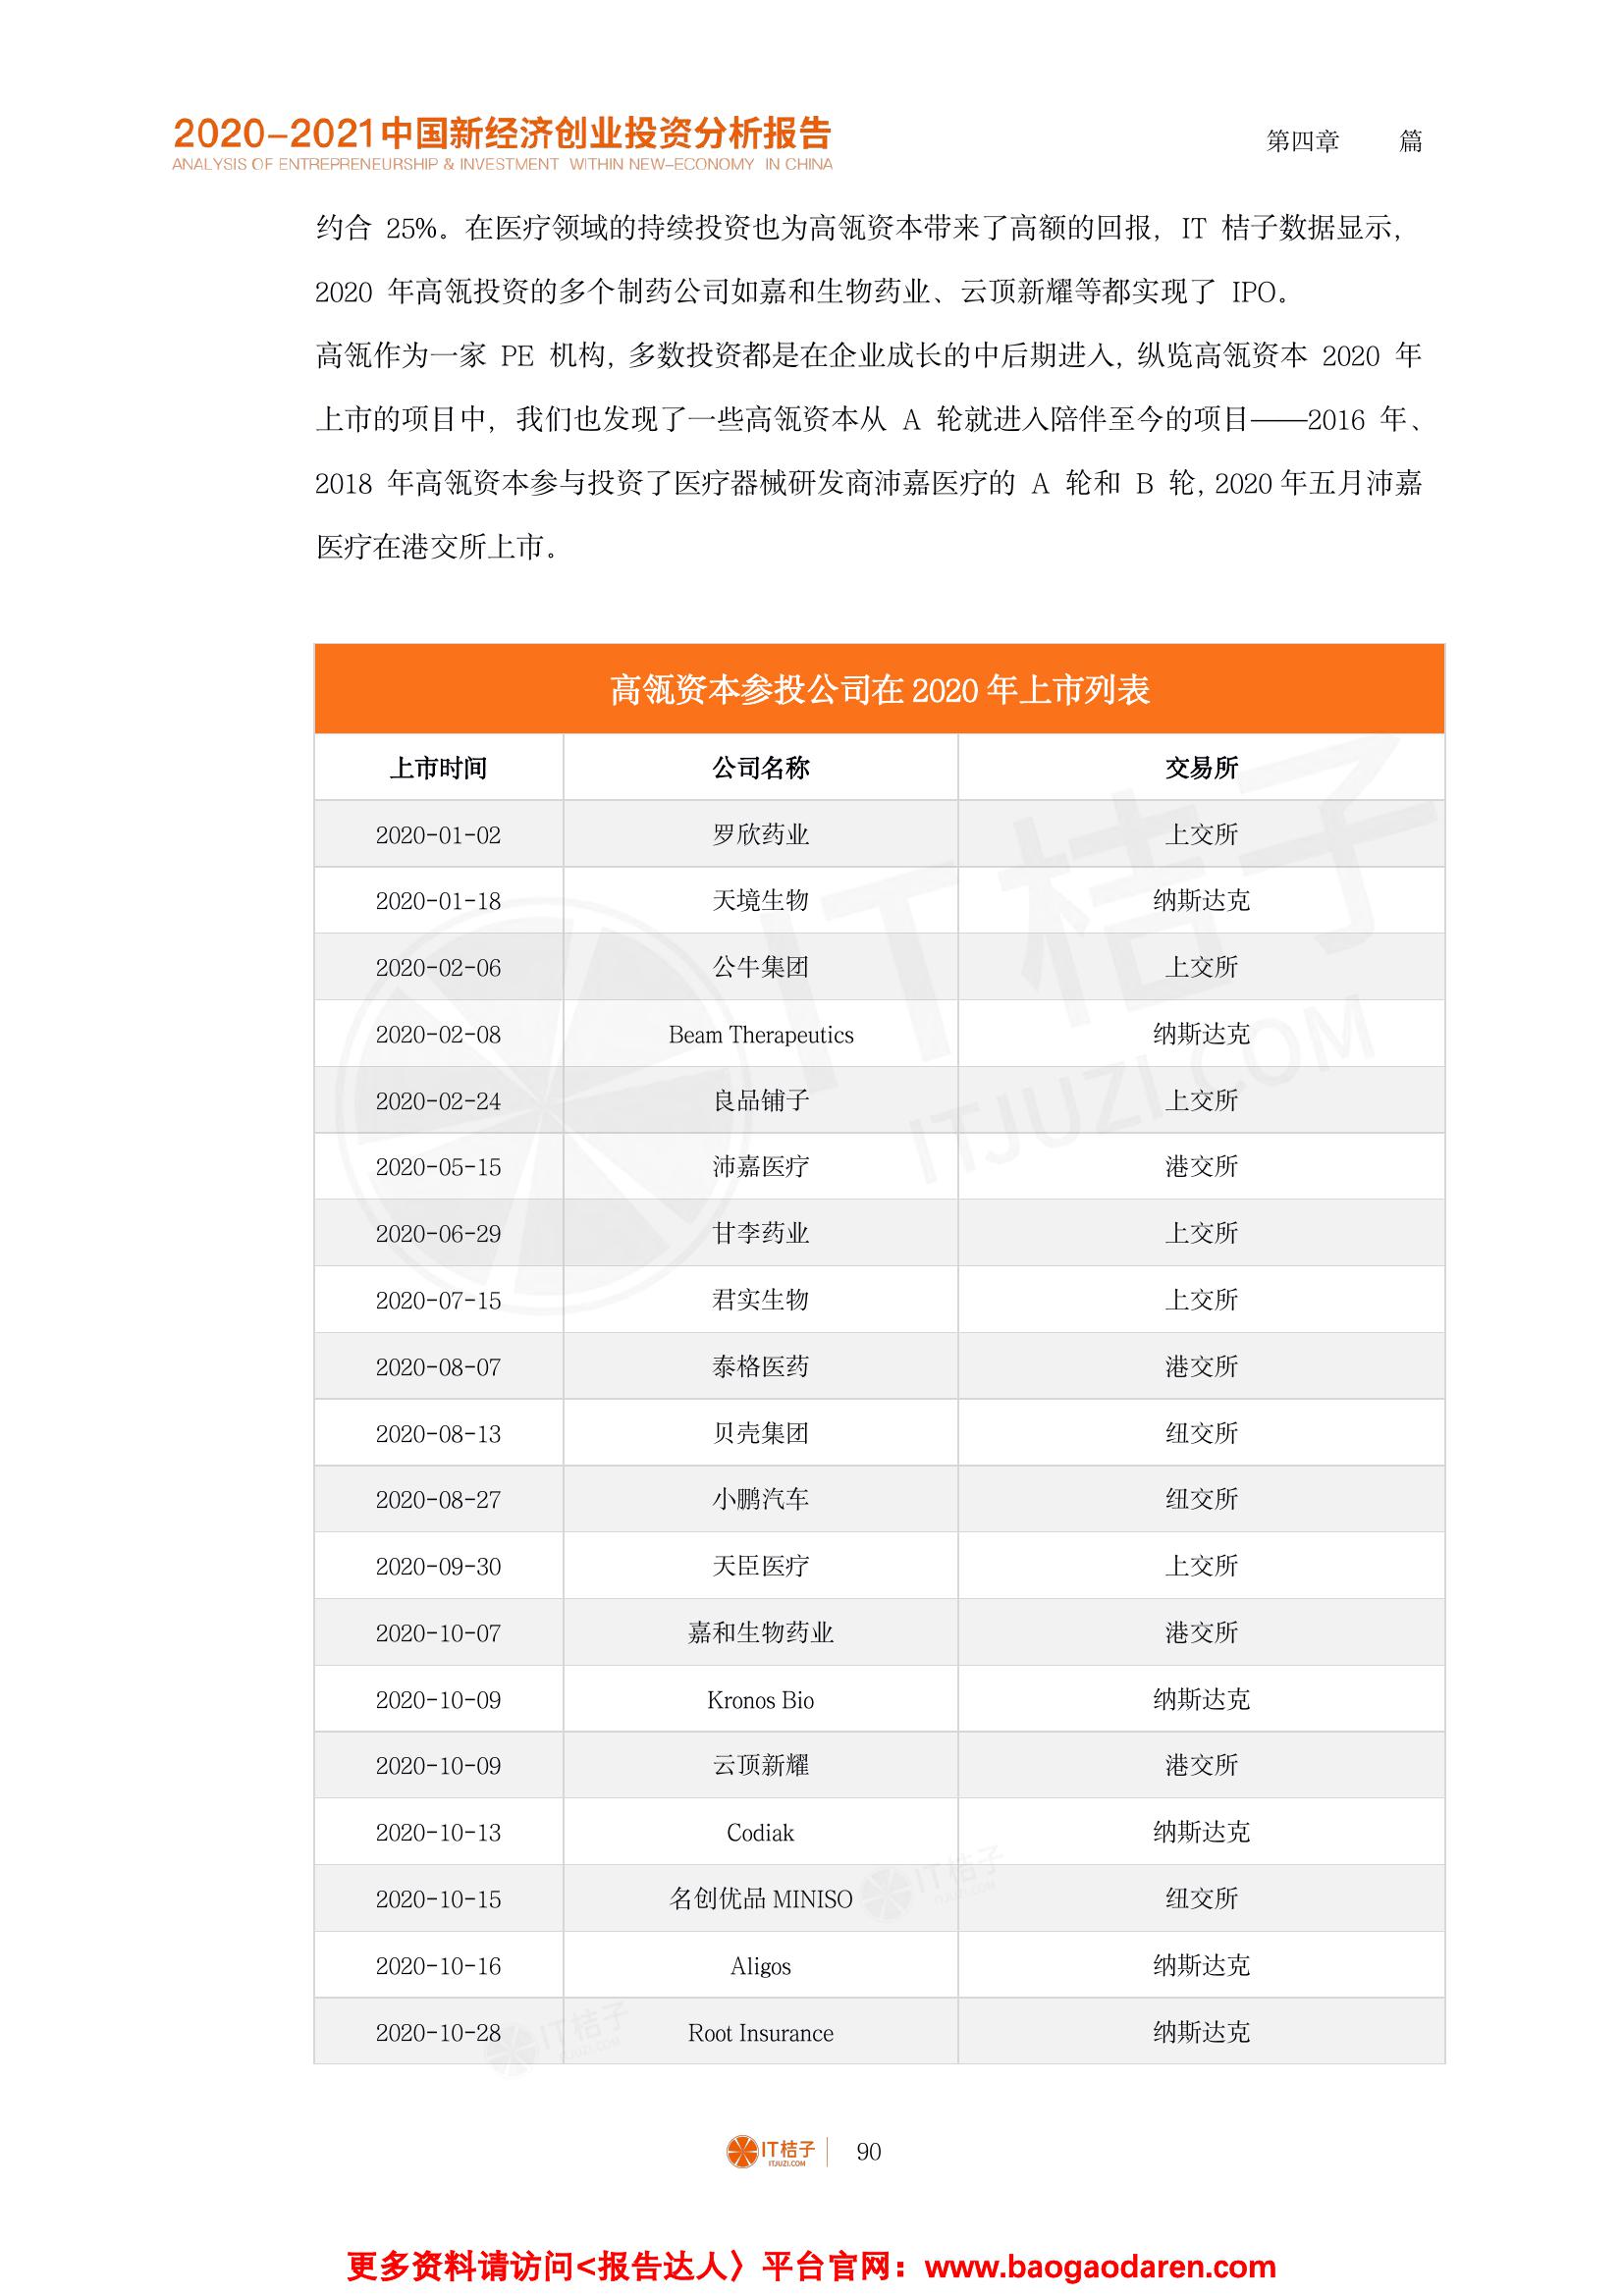 2020-2021中国新经济创业投资分析报告
ANALYSIS OF ENTREPRENEURSHIP & INVESTMENT WITHIN NEW-ECONOMY IN CHINA
第四章 篇
约合 25%。在医疗领域的持续投资也为高瓴资本带来了高额的回报, IT 桔子数据显示,
2020 年高瓴投资的多个制药公司如嘉和生物药业、云顶新耀等都实现了 IPO。
高瓴作为一家 PE 机构, 多数投资都是在企业成长的中后期进入, 纵览高瓴资本 2020 年
上市的项目中, 我们也发现了一些高瓴资本从 A 轮就进入陪伴至今的项目——2016 年、
2018 年高瓴资本参与投资了医疗器械研发商沛嘉医疗的 A 轮和 B 轮, 2020 年五月沛嘉
医疗在港交所上市。
高瓴资本参投公司在 2020 年上市列表
上市时间 公司名称 交易所
2020-01-02 罗欣药业 上交所
2020-01-18 天境生物 纳斯达克
2020-02-06 公牛集团 上交所
2020-02-08 Beam Therapeutics 纳斯达克
2020-02-24 良品铺子 上交所
2020-05-15 沛嘉医疗 港交所
2020-06-29 甘李药业 上交所
2020-07-15 君实生物 上交所
2020-08-07 泰格医药 港交所
2020-08-13 贝壳集团 纽交所
2020-08-27 小鹏汽车 纽交所
2020-09-30 天臣医疗 上交所
2020-10-07 嘉和生物药业 港交所
2020-10-09 Kronos Bio 纳斯达克
2020-10-09 云顶新耀 港交所
2020-10-13 Codiak 纳斯达克
2020-10-15 名创优品 MINISO 纽交所
2020-10-16 Aligos 纳斯达克
2020-10-28 Root Insurance 纳斯达克
IT桔子
ITJUZI.COM
IT桔子
IT桔子
IT桔子
ITJUZI.COM
90
更多资料请访问<报告达人〉平台官网：www.baogaodaren.com